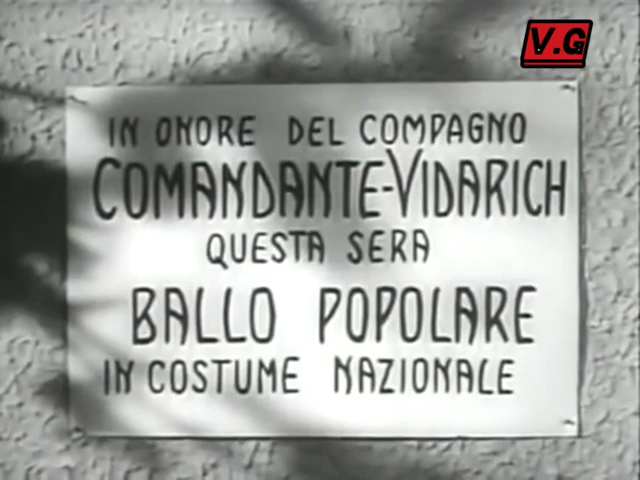 V.G
IN ONORE DEL COMPAGNO
COMANDANTE-VIDARICH
QUESTA SERA
BALLO POPOLARE
IN COSTUME NAZIONALE